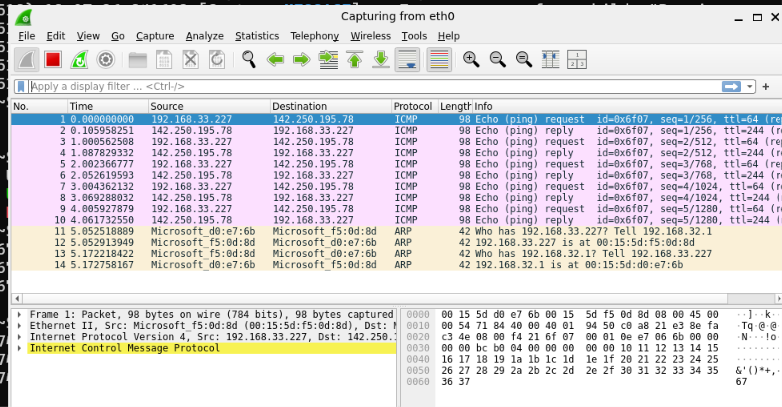 Capturing from eth0
File Edit View Go Capture Analyze Statistics Telephony Wireless Tools Help
Apply a display filter ... <Ctrl-/>
No. Time Source Destination Protocol Length Info
1 0.000000000 192.168.33.227 142.250.195.78 ICMP 98 Echo (ping) request id=0x6f07, seq=1/256, ttl=64 (rep
2 0.105958251 142.250.195.78 192.168.33.227 ICMP 98 Echo (ping) reply id=0x6f07, seq=1/256, ttl=244 (re
3 1.000562508 192.168.33.227 142.250.195.78 ICMP 98 Echo (ping) request id=0x6f07, seq=2/512, ttl=64 (rep
4 1.087829332 142.250.195.78 192.168.33.227 ICMP 98 Echo (ping) reply id=0x6f07, seq=2/512, ttl=244 (re
5 2.002366777 192.168.33.227 142.250.195.78 ICMP 98 Echo (ping) request id=0x6f07, seq=3/768, ttl=64 (rep
6 2.052619593 142.250.195.78 192.168.33.227 ICMP 98 Echo (ping) reply id=0x6f07, seq=3/768, ttl=244 (re
7 3.004362132 192.168.33.227 142.250.195.78 ICMP 98 Echo (ping) request id=0x6f07, seq=4/1024, ttl=64 (re
8 3.069288032 142.250.195.78 192.168.33.227 ICMP 98 Echo (ping) reply id=0x6f07, seq=4/1024, ttl=244 (r
9 4.005927879 192.168.33.227 142.250.195.78 ICMP 98 Echo (ping) request id=0x6f07, seq=5/1280, ttl=64 (re
10 4.061732550 142.250.195.78 192.168.33.227 ICMP 98 Echo (ping) reply id=0x6f07, seq=5/1280, ttl=244 (r
11 5.052518889 Microsoft_d0:e7:6b Microsoft_f5:0d:8d ARP 42 Who has 192.168.33.227? Tell 192.168.32.1
12 5.052913949 Microsoft_f5:0d:8d Microsoft_d0:e7:6b ARP 42 192.168.33.227 is at 00:15:5d:f5:0d:8d
13 5.172218422 Microsoft_f5:0d:8d Microsoft_d0:e7:6b ARP 42 Who has 192.168.32.1? Tell 192.168.33.227
14 5.172758167 Microsoft_d0:e7:6b Microsoft_f5:0d:8d ARP 42 192.168.32.1 is at 00:15:5d:d0:e7:6b
Frame 1: Packet, 98 bytes on wire (784 bits), 98 bytes captured
Ethernet II, Src: Microsoft_f5:0d:8d (00:15:5d:f5:0d:8d), Dst: M
Internet Protocol Version 4, Src: 192.168.33.227, Dst: 142.250.1
Internet Control Message Protocol
0000 00 15 5d d0 e7 6b 00 15 5d f5 0d 8d 08 00 45 00 ··]··k··
0010 00 54 71 84 40 00 40 01 94 50 c0 a8 21 e3 8e fa ·Tq·@·@·
0020 c3 4e 08 00 f4 21 6f 07 00 01 0e e7 06 6b 00 00 ·N···!o·
0030 00 00 bc b0 04 00 00 00 00 00 10 11 12 13 14 15 ········
0040 16 17 18 19 1a 1b 1c 1d 1e 1f 20 21 22 23 24 25 ········
0050 26 27 28 29 2a 2b 2c 2d 2e 2f 30 31 32 33 34 35 &'()*+,-
0060 36 37 67